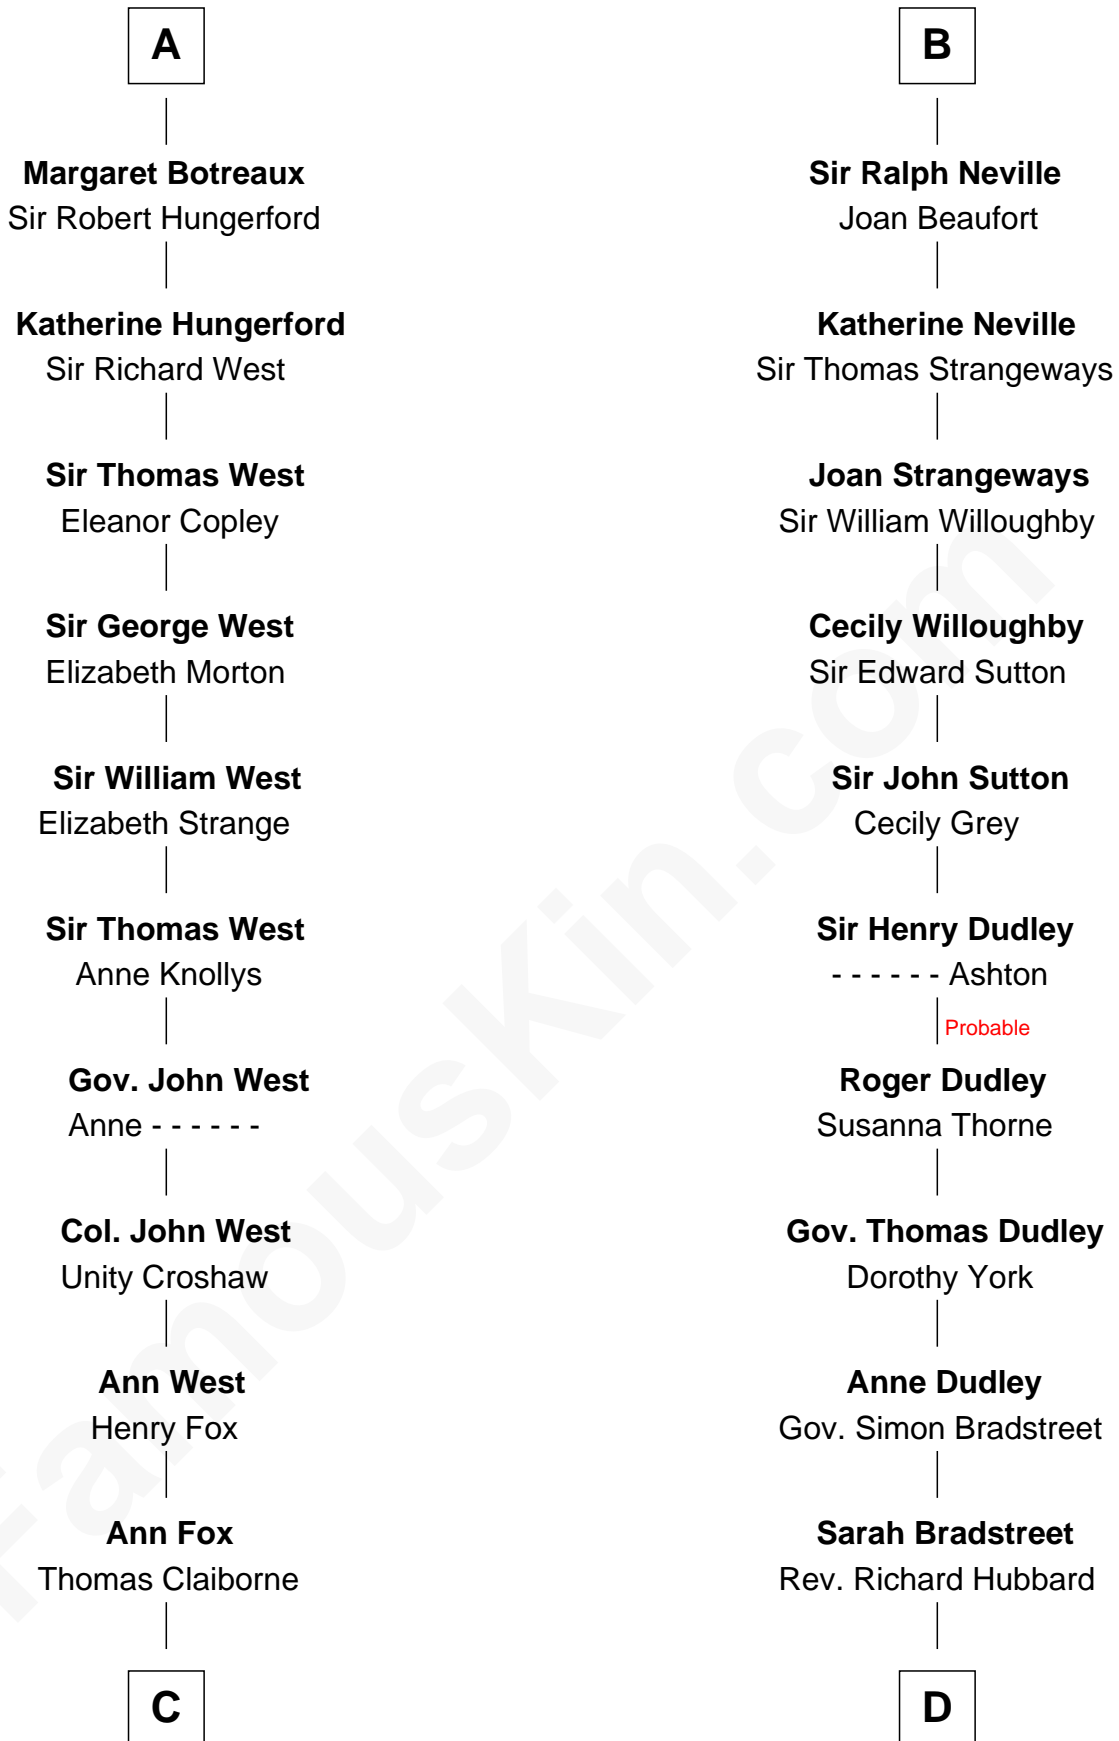 A
Margaret Botreaux
Sir Robert Hungerford
Katherine Hungerford
Sir Richard West
Sir Thomas West
Eleanor Copley
Sir George West
Elizabeth Morton
Sir William West
Elizabeth Strange
Sir Thomas West
Anne Knollys
Gov. John West
Anne - - - - - -
Col. John West
Unity Croshaw
Ann West
Henry Fox
Ann Fox
Thomas Claiborne
C
B
Sir Ralph Neville
Joan Beaufort
Katherine Neville
Sir Thomas Strangeways
Joan Strangeways
Sir William Willoughby
Cecily Willoughby
Sir Edward Sutton
Sir John Sutton
Cecily Grey
Sir Henry Dudley
- - - - - - Ashton
Probable
Roger Dudley
Susanna Thorne
Gov. Thomas Dudley
Dorothy York
Anne Dudley
Gov. Simon Bradstreet
Sarah Bradstreet
Rev. Richard Hubbard
D
FamousKin.com